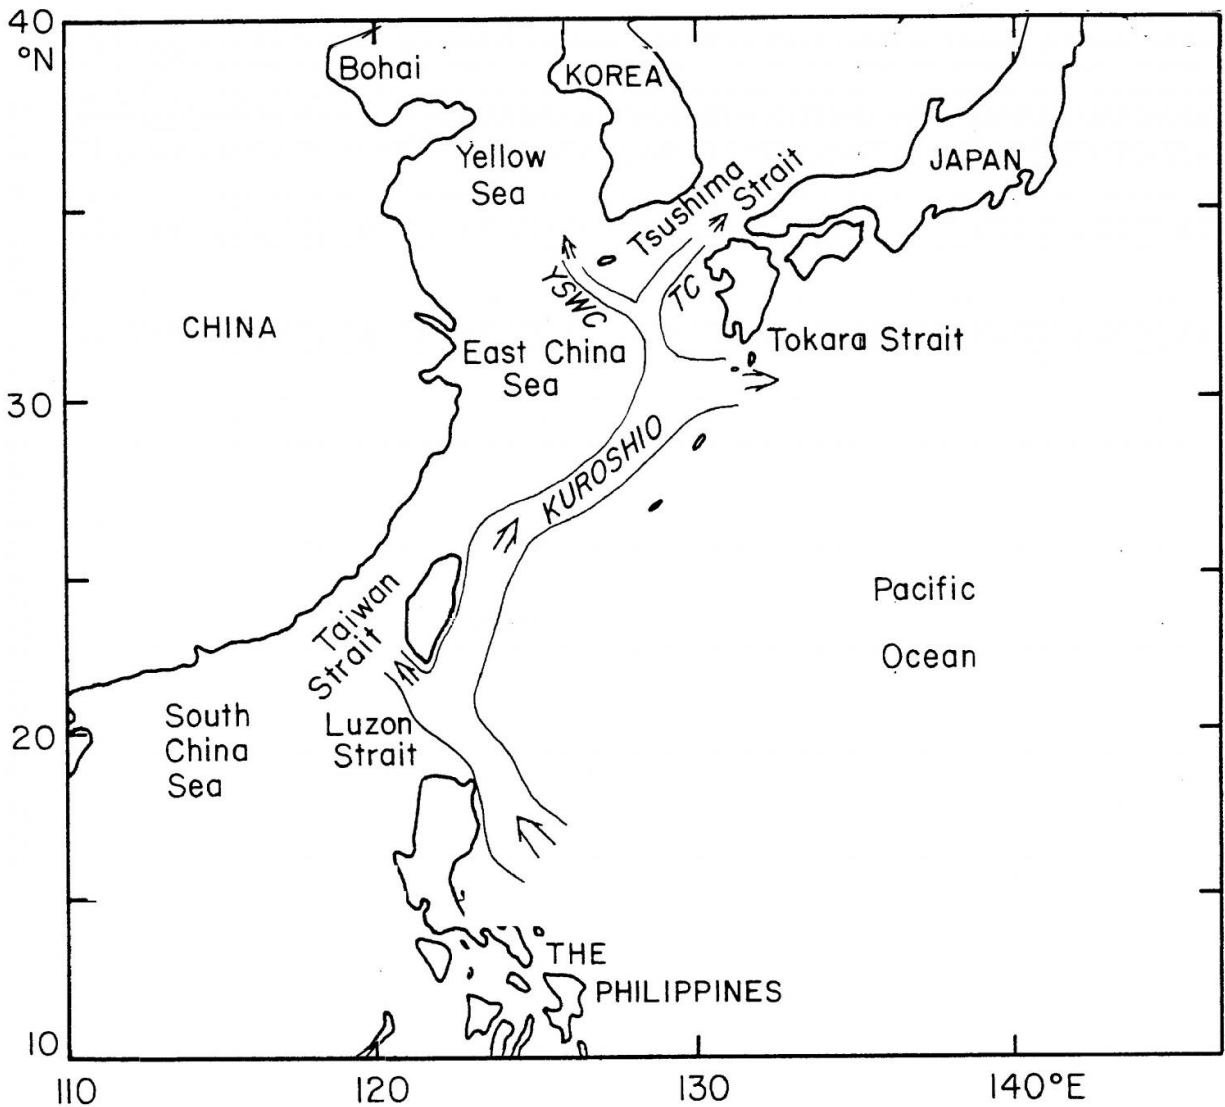 40
°N
Bohai
KOREA
Yellow
Sea
JAPAN
Tsushima
Strait
YSWC
TC
CHINA
East China
Sea
Tokara Strait
30
KUROSHIO
Taiwan
Strait
Pacific
Ocean
South
China
Sea
Luzon
Strait
20
THE
PHILIPPINES
10
110
120
130
140°E